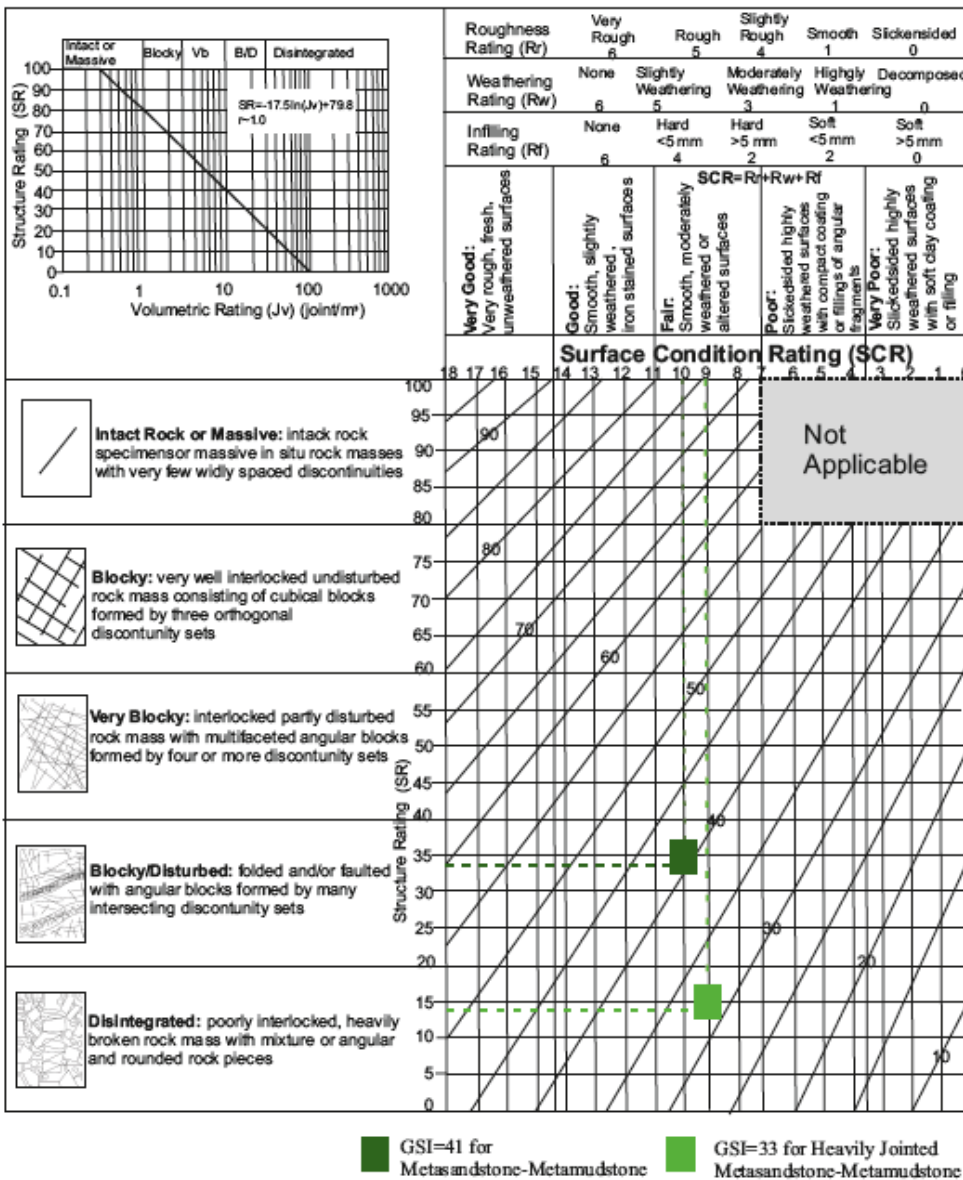 Intact or
Massive
Blocky
Vb
B/D
Disintegrated
100
90
80
70
60
50
40
30
20
10
0
Structure Rating (SR)
SR=-17.5ln(Jv)+79.8
r~1.0
0.1
1
10
100
1000
Volumetric Rating (Jv) (joint/m³)
Roughness
Rating (Rr)
Very
Rough
6
Rough
5
Slightly
Rough
4
Smooth
1
Slickensided
0
Weathering
Rating (Rw)
None
6
Slightly
Weathering
5
Moderately
Weathering
3
Highgly
Weathering
1
Decomposed
0
Infilling
Rating (Rf)
None
6
Hard
<5 mm
4
Hard
>5 mm
2
Soft
<5 mm
2
Soft
>5 mm
0
SCR=Rr+Rw+Rf
Very Good:
Very rough, fresh,
unweathered surfaces
Good:
Smooth, slightly
weathered,
iron stained surfaces
Fair:
Smooth, moderately
weathered or
altered surfaces
Poor:
Slickedsided highly
weathered surfaces
with compact coating
or fillings of angular
fragments
Very Poor:
Slickedsided highly
weathered surfaces
with soft clay coating
or filling
Surface Condition Rating (SCR)
18 17 16 15 14 13 12 11 10 9 8 7 6 5 4 3 2 1
Intact Rock or Massive: intack rock
specimensor massive in situ rock masses
with very few widly spaced discontinuities
Blocky: very well interlocked undisturbed
rock mass consisting of cubical blocks
formed by three orthogonal
discontunity sets
Very Blocky: interlocked partly disturbed
rock mass with multifaceted angular blocks
formed by four or more discontunity sets
Blocky/Disturbed: folded and/or faulted
with angular blocks formed by many
intersecting discontunity sets
Disintegrated: poorly interlocked, heavily
broken rock mass with mixture or angular
and rounded rock pieces
Structure Rating (SR)
100
95
90
85
80
75
70
65
60
55
50
45
40
35
30
25
20
15
10
5
0
90
80
70
60
50
40
30
20
10
Not
Applicable
GSI=41 for
Metasandstone-Metamudstone
GSI=33 for Heavily Jointed
Metasandstone-Metamudstone